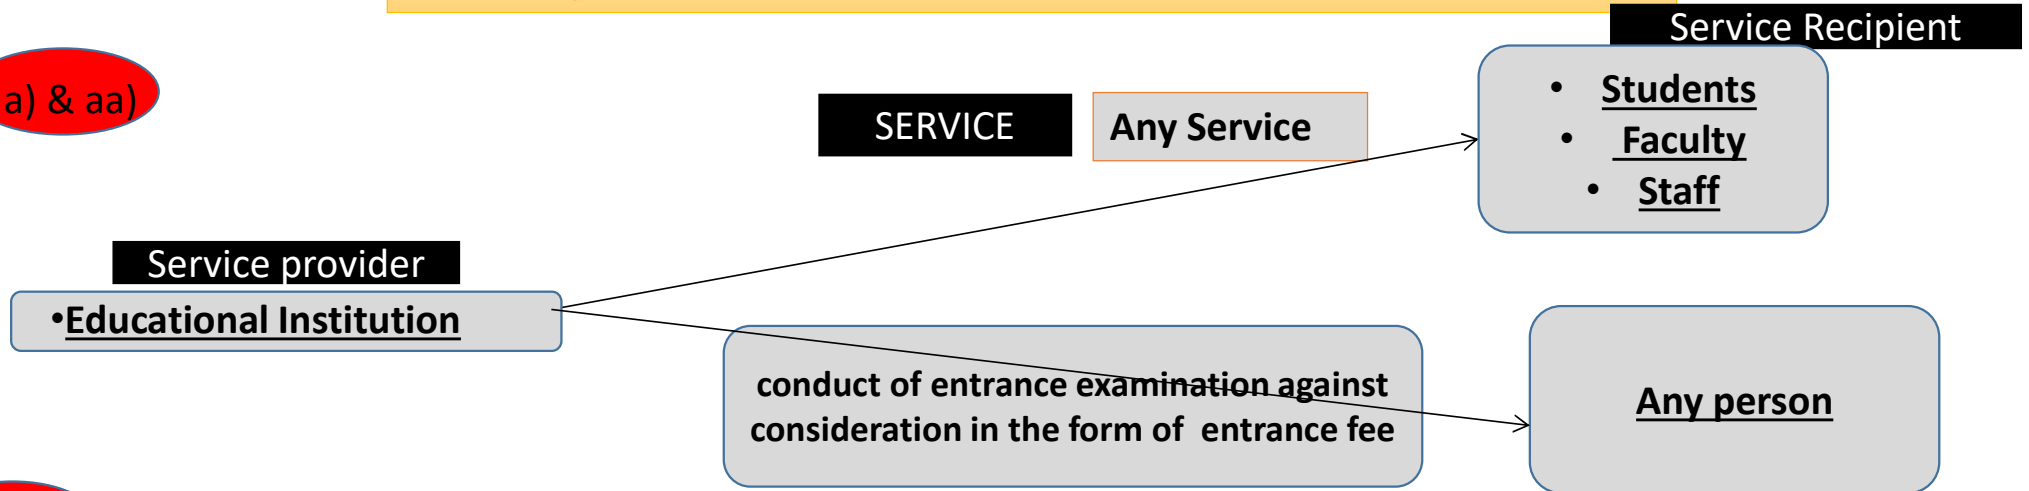 Service Recipient
a) & aa)
SERVICE
Any Service
• Students
• Faculty
• Staff
Service provider
•Educational Institution
conduct of entrance examination against
consideration in the form of entrance fee
Any person